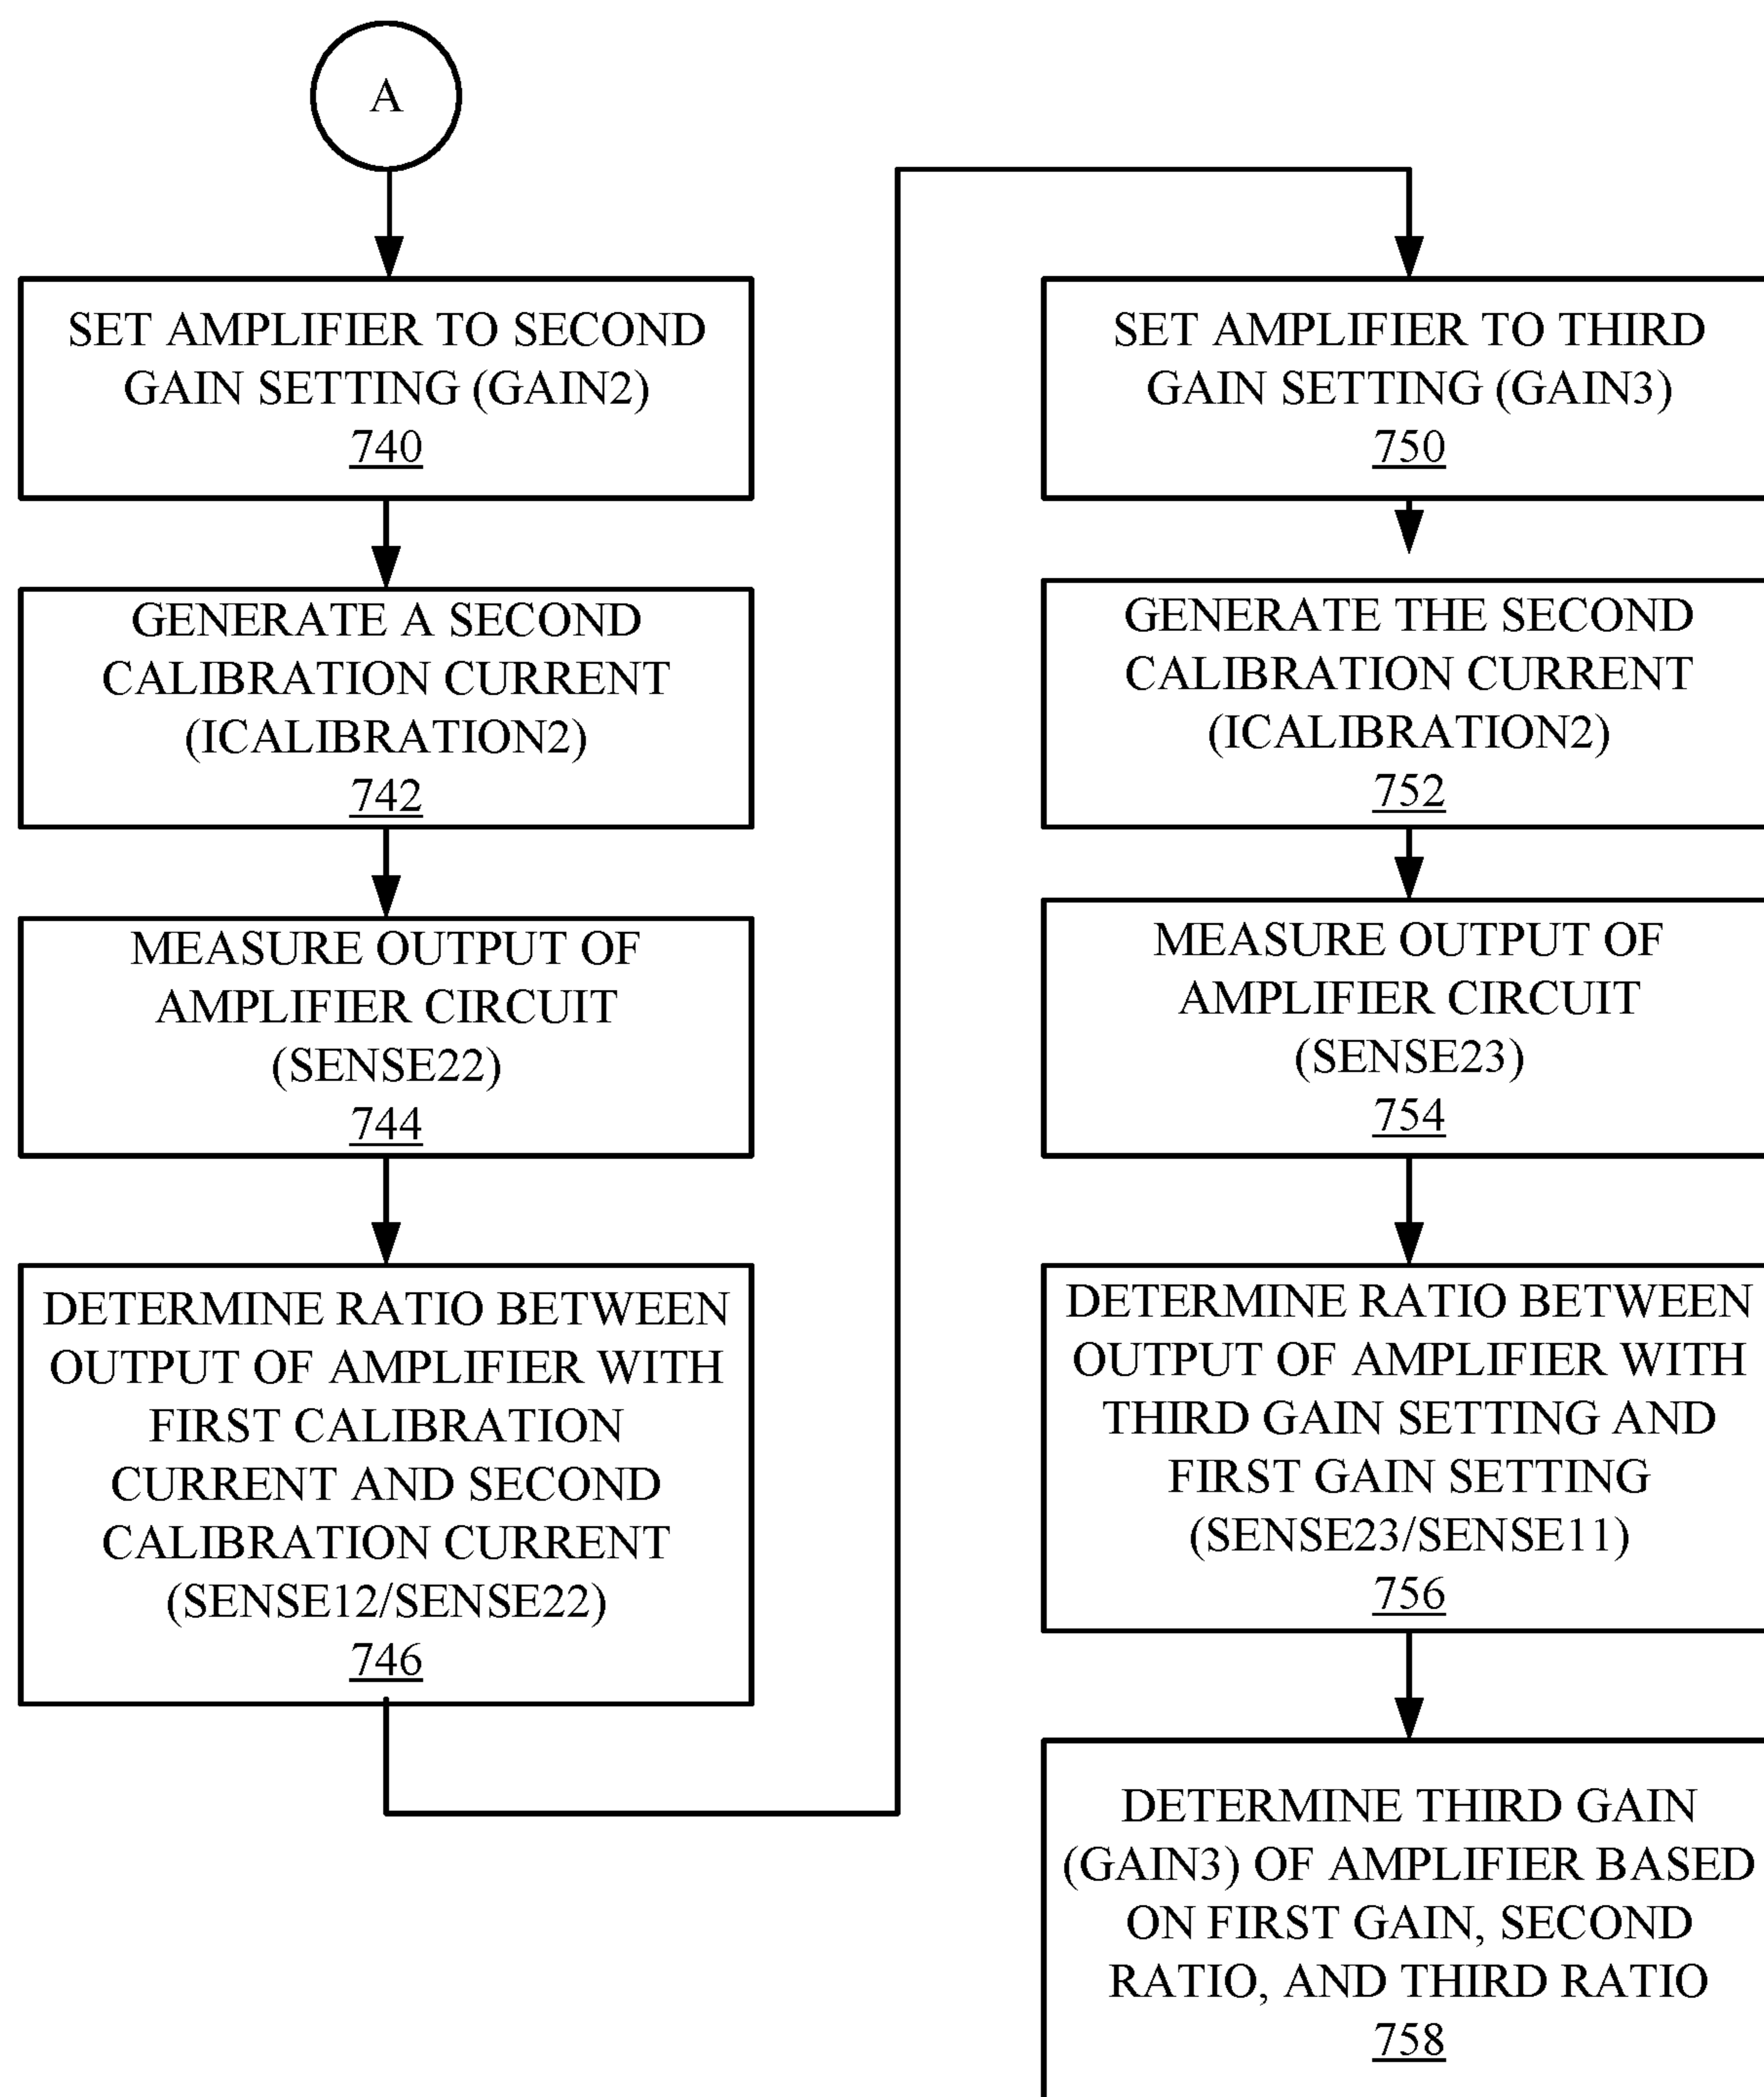 A
SET AMPLIFIER TO SECOND
GAIN SETTING (GAIN2)
740
GENERATE A SECOND
CALIBRATION CURRENT
(ICALIBRATION2)
742
MEASURE OUTPUT OF
AMPLIFIER CIRCUIT
(SENSE22)
744
DETERMINE RATIO BETWEEN
OUTPUT OF AMPLIFIER WITH
FIRST CALIBRATION
CURRENT AND SECOND
CALIBRATION CURRENT
(SENSE12/SENSE22)
746
SET AMPLIFIER TO THIRD
GAIN SETTING (GAIN3)
750
GENERATE THE SECOND
CALIBRATION CURRENT
(ICALIBRATION2)
752
MEASURE OUTPUT OF
AMPLIFIER CIRCUIT
(SENSE23)
754
DETERMINE RATIO BETWEEN
OUTPUT OF AMPLIFIER WITH
THIRD GAIN SETTING AND
FIRST GAIN SETTING
(SENSE23/SENSE11)
756
DETERMINE THIRD GAIN
(GAIN3) OF AMPLIFIER BASED
ON FIRST GAIN, SECOND
RATIO, AND THIRD RATIO
758